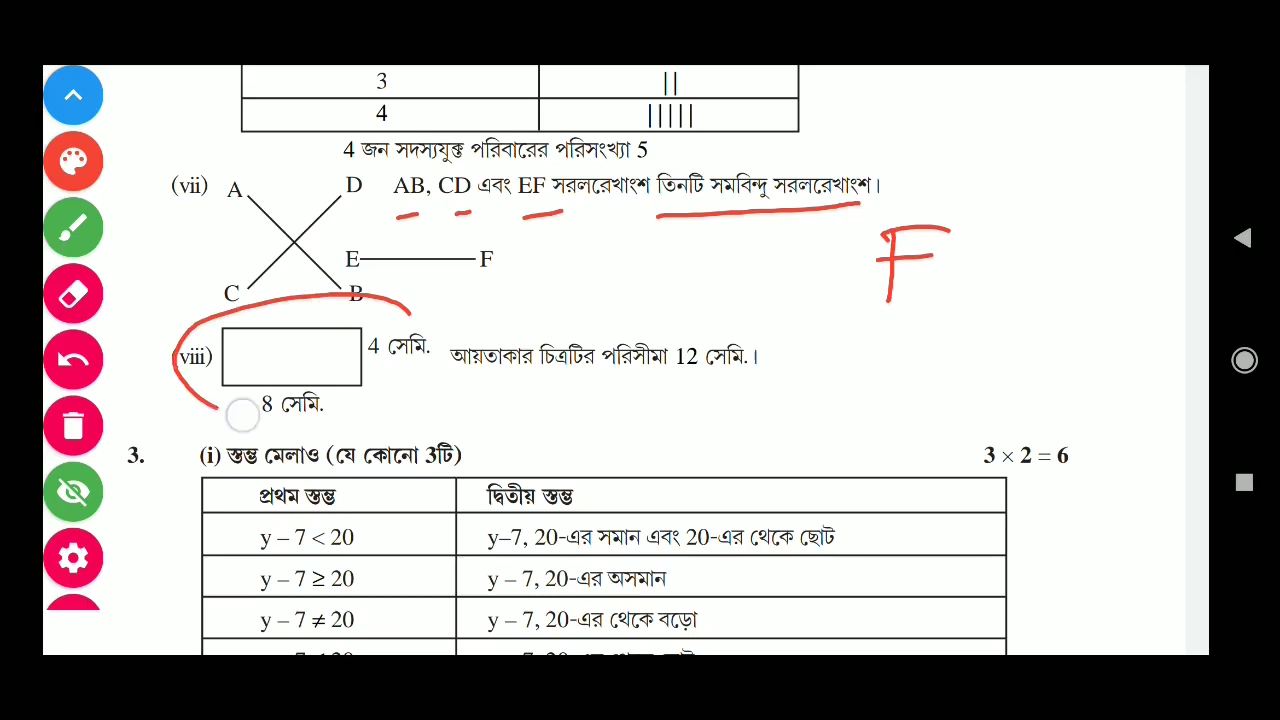 3 ||
4 |||||
4 জন সদস্যযুক্ত পরিবারের পরিসংখ্যা 5
(vii) A D AB, CD এবং EF সরলরেখাংশ তিনটি সমবিন্দু সরলরেখাংশ।
F
E F
C B
(viii) 4 সেমি. আয়তাকার চিত্রটির পরিসীমা 12 সেমি.।
8 সেমি.
3. (i) স্তম্ভ মেলাও (যে কোনো 3টি) 3 × 2 = 6
প্রথম স্তম্ভ দ্বিতীয় স্তম্ভ
y – 7 < 20 y–7, 20-এর সমান এবং 20-এর থেকে ছোট
y – 7 ≥ 20 y – 7, 20-এর অসমান
y – 7 ≠ 20 y – 7, 20-এর থেকে বড়ো